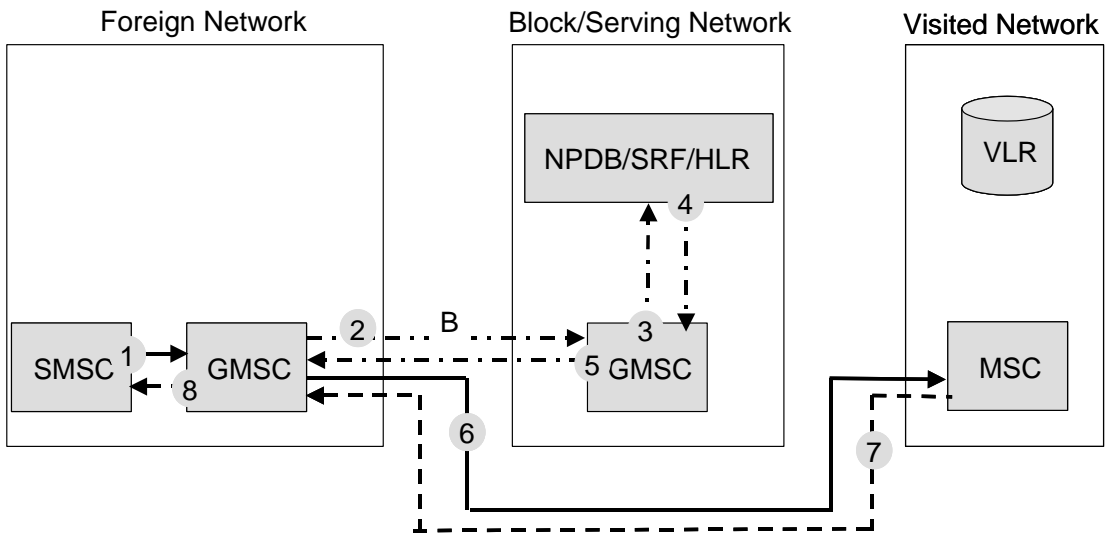 Foreign Network
Block/Serving Network
Visited Network
NPDB/SRF/HLR
VLR
4
2
B
3
SMSC
1
GMSC
5
GMSC
MSC
8
6
7